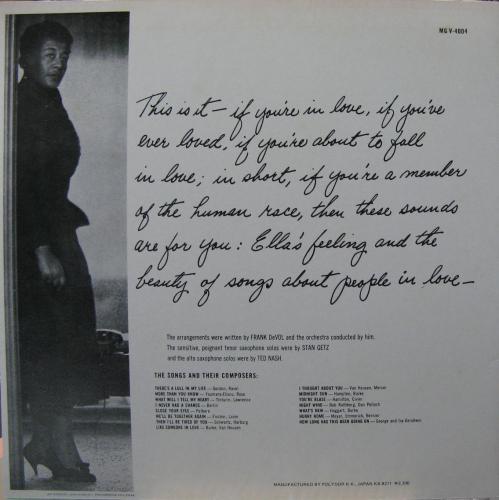 MG V-4004
This is it — if you're in love, if you've
ever loved, if you're about to fall
in love; in short, if you're a member
of the human race, then these sounds
are for you: Ella's feeling and the
beauty of songs about people in love —
The arrangements were written by FRANK DeVOL and the orchestra conducted by him.
The sensitive, poignant tenor saxophone solos were by STAN GETZ
and the alto saxophone solos were by TED NASH.
THE SONGS AND THEIR COMPOSERS:
THERE'S A LULL IN MY LIFE — Gordon, Revel
MORE THAN YOU KNOW — Youmans-Eliscu, Rose
WHAT WILL I TELL MY HEART — Tinturin, Lawrence
I NEVER HAD A CHANCE — Berlin
CLOSE YOUR EYES — Petkere
WE'LL BE TOGETHER AGAIN — Fischer, Laine
THEN I'LL BE TIRED OF YOU — Schwartz, Harburg
LIKE SOMEONE IN LOVE — Burke, Van Heusen
I THOUGHT ABOUT YOU — Van Heusen, Mercer
MIDNIGHT SUN — Hampton, Burke
YOU'RE BLASE — Hamilton, Sivier
NIGHT WIND — Bob Rothberg, Dan Pollock
WHAT'S NEW — Haggart, Burke
HURRY HOME — Meyer, Emmerich, Bernier
HOW LONG HAS THIS BEEN GOING ON — George and Ira Gershwin
MANUFACTURED BY POLYDOR K.K., JAPAN